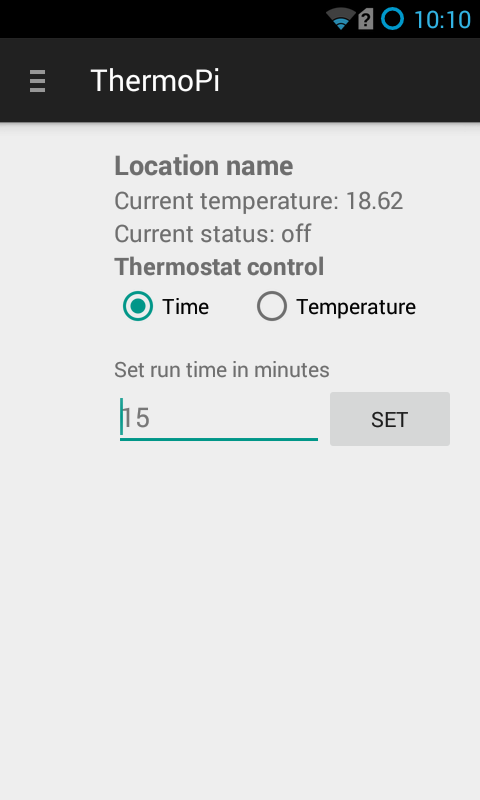 10:10
ThermoPi
Location name
Current temperature: 18.62
Current status: off
Thermostat control
Time Temperature
Set run time in minutes
15 SET